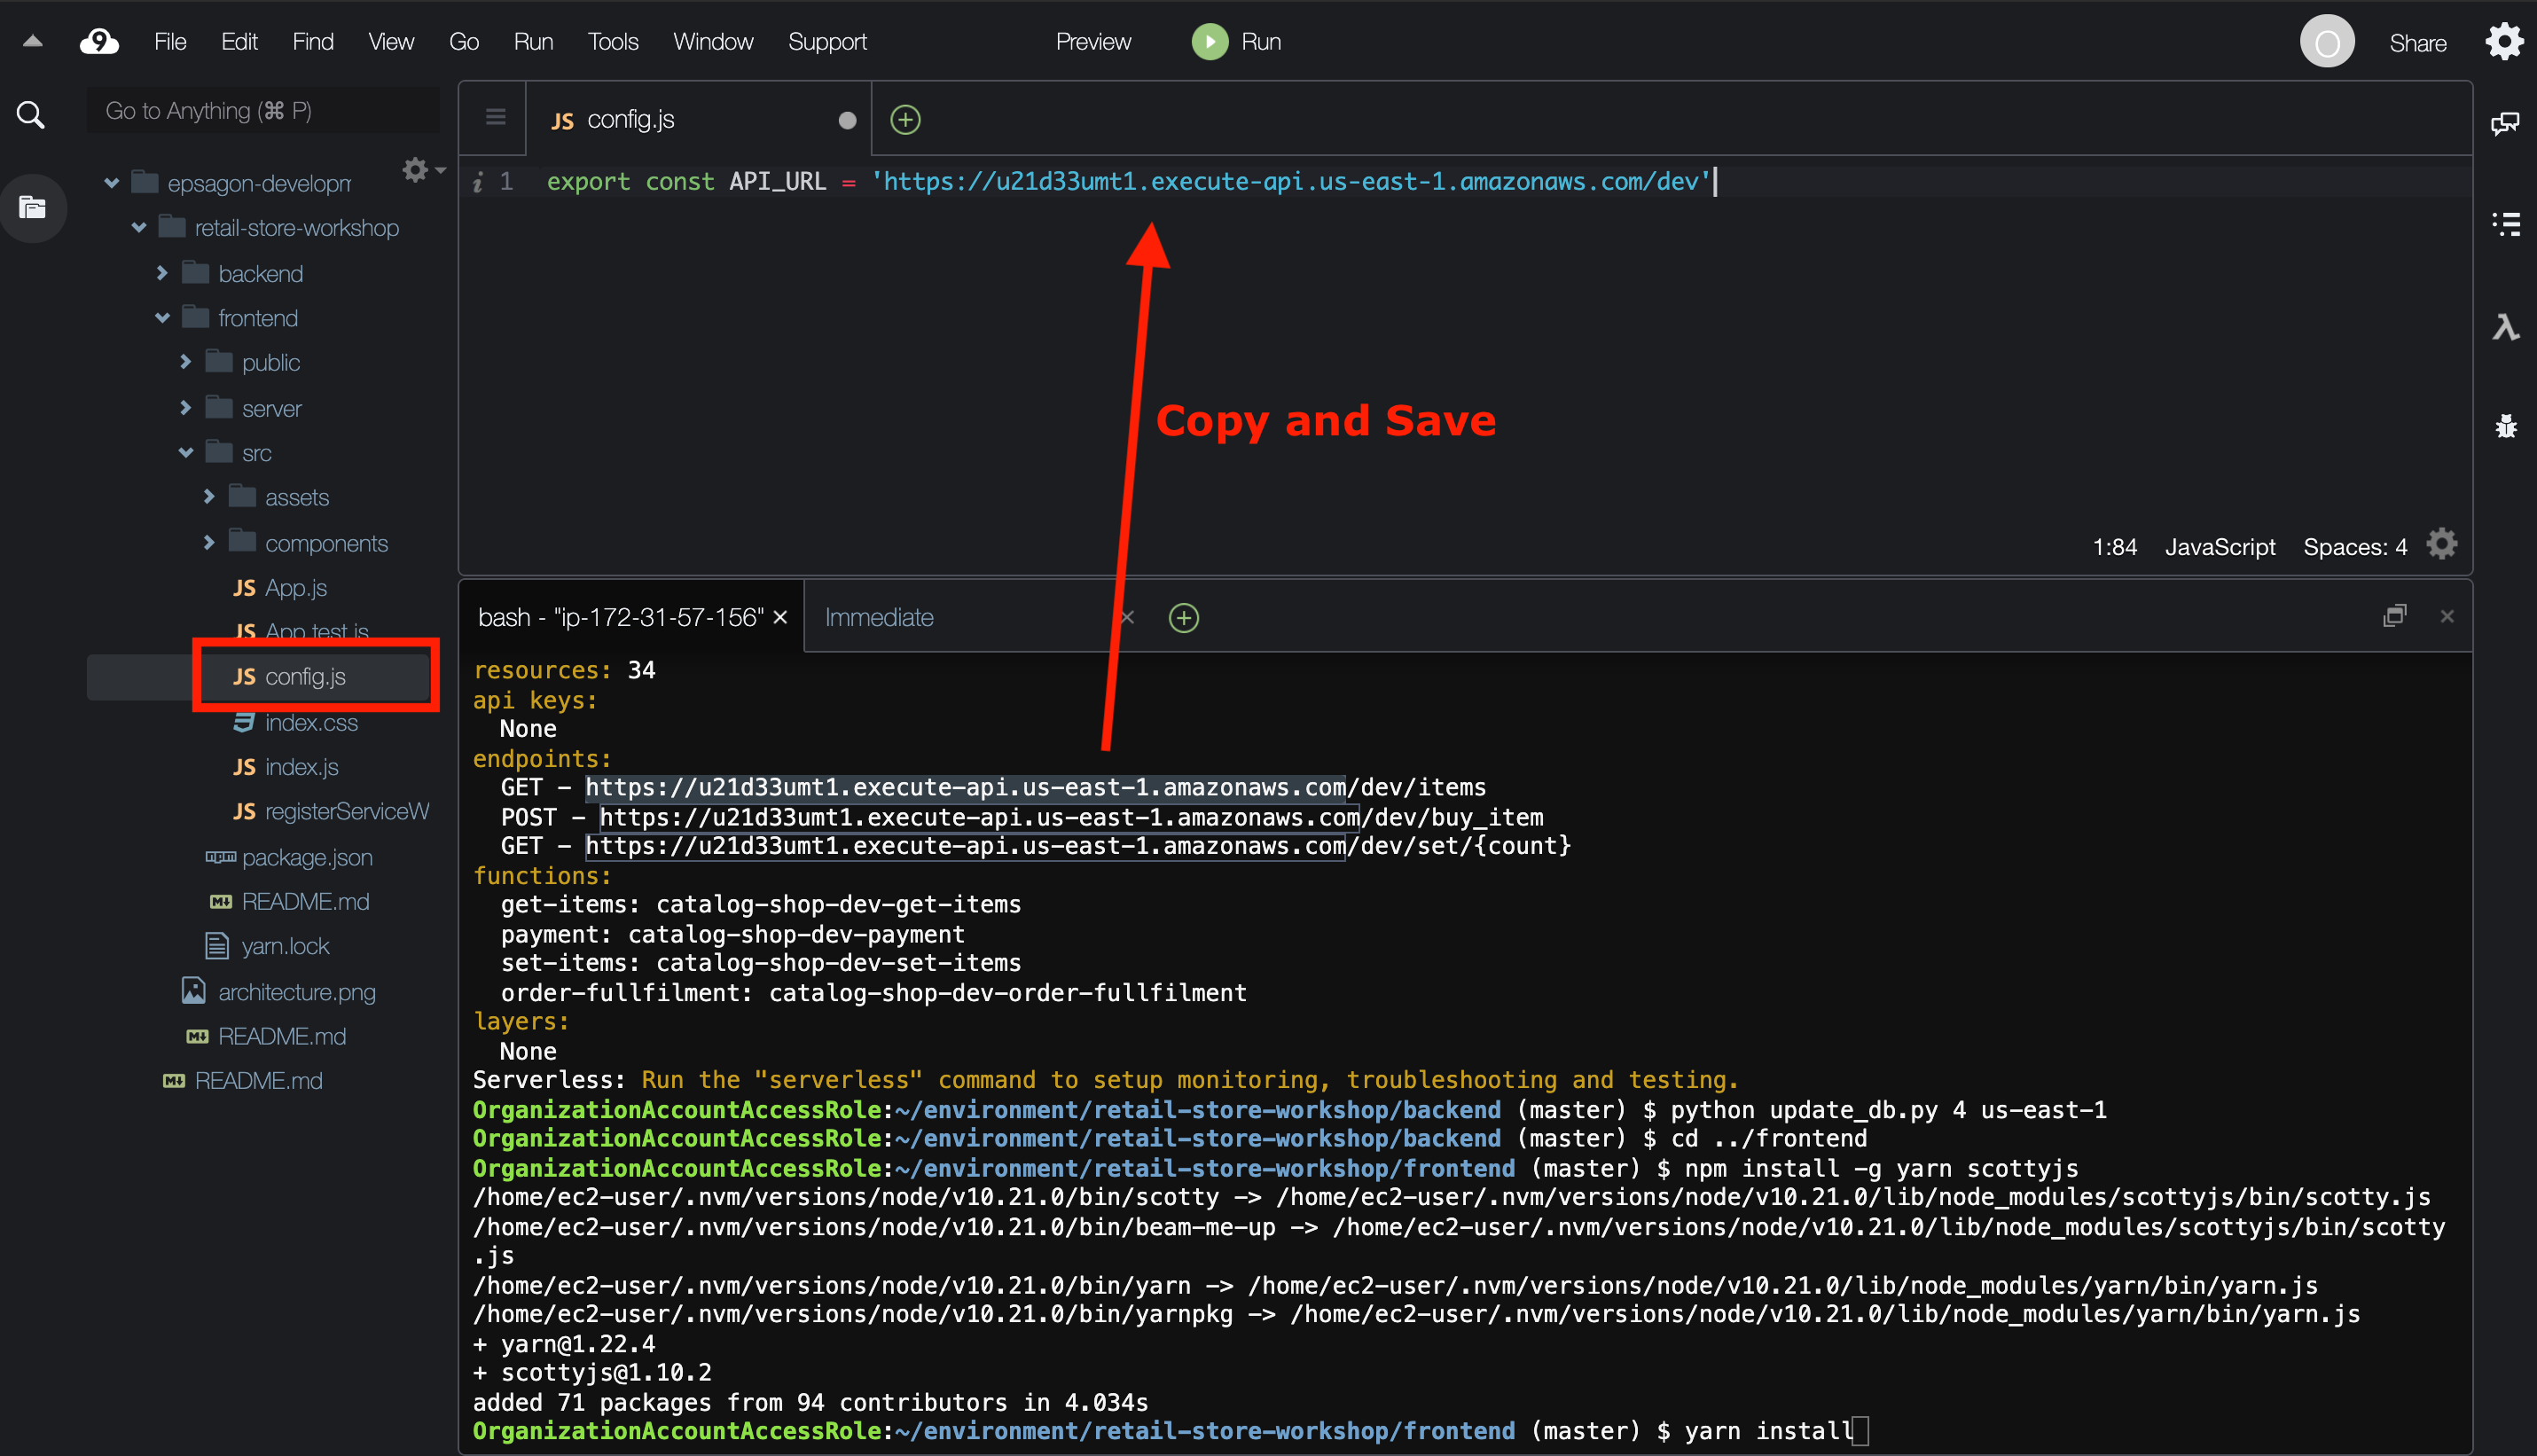 9 File Edit Find View Go Run Tools Window Support Preview Run O Share
Go to Anything (⌘ P)
epsagon-developm
retail-store-workshop
backend
frontend
public
server
src
assets
components
JS App.js
JS App.test.js
JS config.js
index.css
JS index.js
JS registerServiceW
npm package.json
M↓ README.md
yarn.lock
architecture.png
M↓ README.md
M↓ README.md
JS config.js
i 1 export const API_URL = 'https://u21d33umt1.execute-api.us-east-1.amazonaws.com/dev'
Copy and Save
1:84 JavaScript Spaces: 4
λ
bash - "ip-172-31-57-156" × Immediate ×
resources: 34
api keys:
None
endpoints:
GET - https://u21d33umt1.execute-api.us-east-1.amazonaws.com/dev/items
POST - https://u21d33umt1.execute-api.us-east-1.amazonaws.com/dev/buy_item
GET - https://u21d33umt1.execute-api.us-east-1.amazonaws.com/dev/set/{count}
functions:
get-items: catalog-shop-dev-get-items
payment: catalog-shop-dev-payment
set-items: catalog-shop-dev-set-items
order-fullfilment: catalog-shop-dev-order-fullfilment
layers:
None
Serverless: Run the "serverless" command to setup monitoring, troubleshooting and testing.
OrganizationAccountAccessRole:~/environment/retail-store-workshop/backend (master) $ python update_db.py 4 us-east-1
OrganizationAccountAccessRole:~/environment/retail-store-workshop/backend (master) $ cd ../frontend
OrganizationAccountAccessRole:~/environment/retail-store-workshop/frontend (master) $ npm install -g yarn scottyjs
/home/ec2-user/.nvm/versions/node/v10.21.0/bin/scotty -> /home/ec2-user/.nvm/versions/node/v10.21.0/lib/node_modules/scottyjs/bin/scotty.js
/home/ec2-user/.nvm/versions/node/v10.21.0/bin/beam-me-up -> /home/ec2-user/.nvm/versions/node/v10.21.0/lib/node_modules/scottyjs/bin/scotty
.js
/home/ec2-user/.nvm/versions/node/v10.21.0/bin/yarn -> /home/ec2-user/.nvm/versions/node/v10.21.0/lib/node_modules/yarn/bin/yarn.js
/home/ec2-user/.nvm/versions/node/v10.21.0/bin/yarnpkg -> /home/ec2-user/.nvm/versions/node/v10.21.0/lib/node_modules/yarn/bin/yarn.js
+ yarn@1.22.4
+ scottyjs@1.10.2
added 71 packages from 94 contributors in 4.034s
OrganizationAccountAccessRole:~/environment/retail-store-workshop/frontend (master) $ yarn install